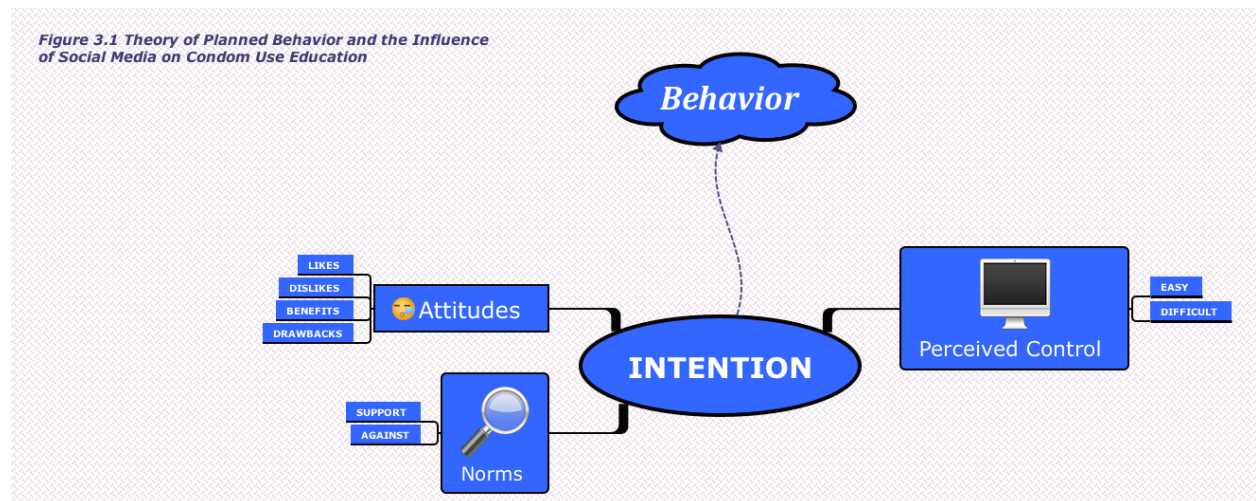 Figure 3.1 Theory of Planned Behavior and the Influence
of Social Media on Condom Use Education
Behavior
LIKES
DISLIKES
BENEFITS
DRAWBACKS
Attitudes
SUPPORT
AGAINST
Norms
INTENTION
Perceived Control
EASY
DIFFICULT